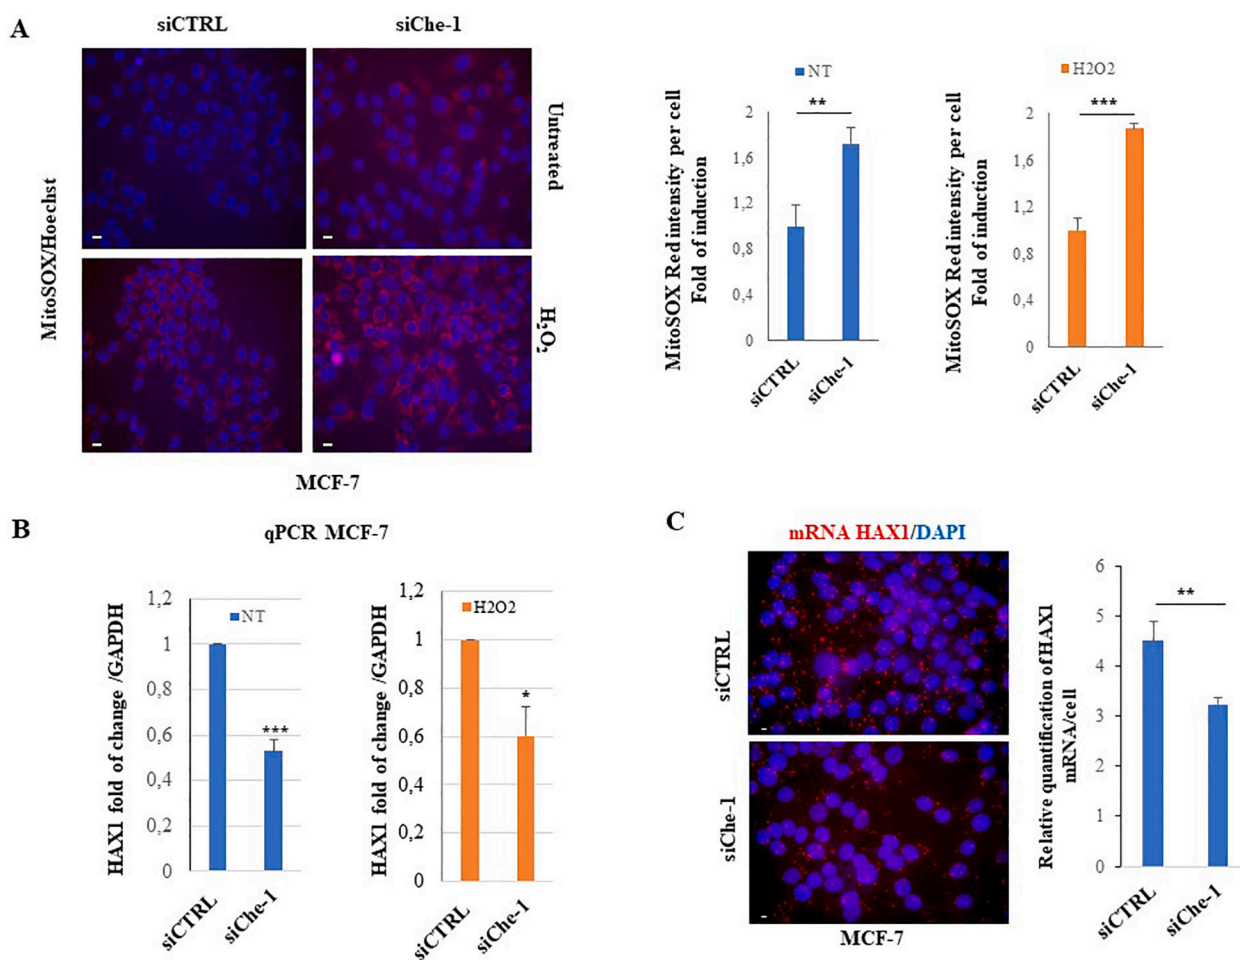 A
siCTRL
siChe-1
MitoSOX/Hoechst
Untreated
H₂O₂
MCF-7
NT
MitoSOX Red intensity per cell
Fold of induction
2
1,6
1,2
0,8
0,4
0
**
siCTRL
siChe-1
H2O2
MitoSOX Red intensity per cell
Fold of induction
2
1,6
1,2
0,8
0,4
0
***
siCTRL
siChe-1
B
qPCR MCF-7
HAX1 fold of change /GAPDH
1,2
1
0,8
0,6
0,4
0,2
0
NT
***
siCTRL
siChe-1
HAX1 fold of change /GAPDH
1,2
1
0,8
0,6
0,4
0,2
0
H2O2
*
siCTRL
siChe-1
C
mRNA HAX1/DAPI
siCTRL
siChe-1
MCF-7
Relative quantification of HAX1
mRNA/cell
6
5
4
3
4
2
0
**
siCTRL
siChe-1